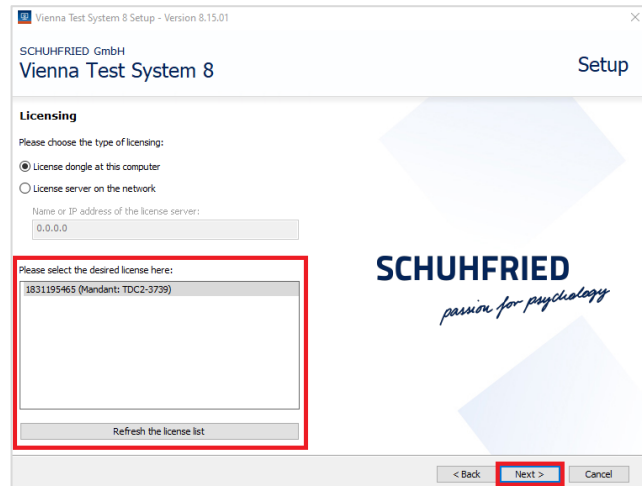 Vienna Test System 8 Setup - Version 8.15.01
SCHUHFRIED GmbH
Vienna Test System 8
Setup
Licensing
Please choose the type of licensing:
License dongle at this computer
License server on the network
Name or IP address of the license server:
0.0.0.0
Please select the desired license here:
1831195465 (Mandant: TDC2-3739)
Refresh the license list
SCHUHFRIED
passion for psychology
< Back
Next >
Cancel